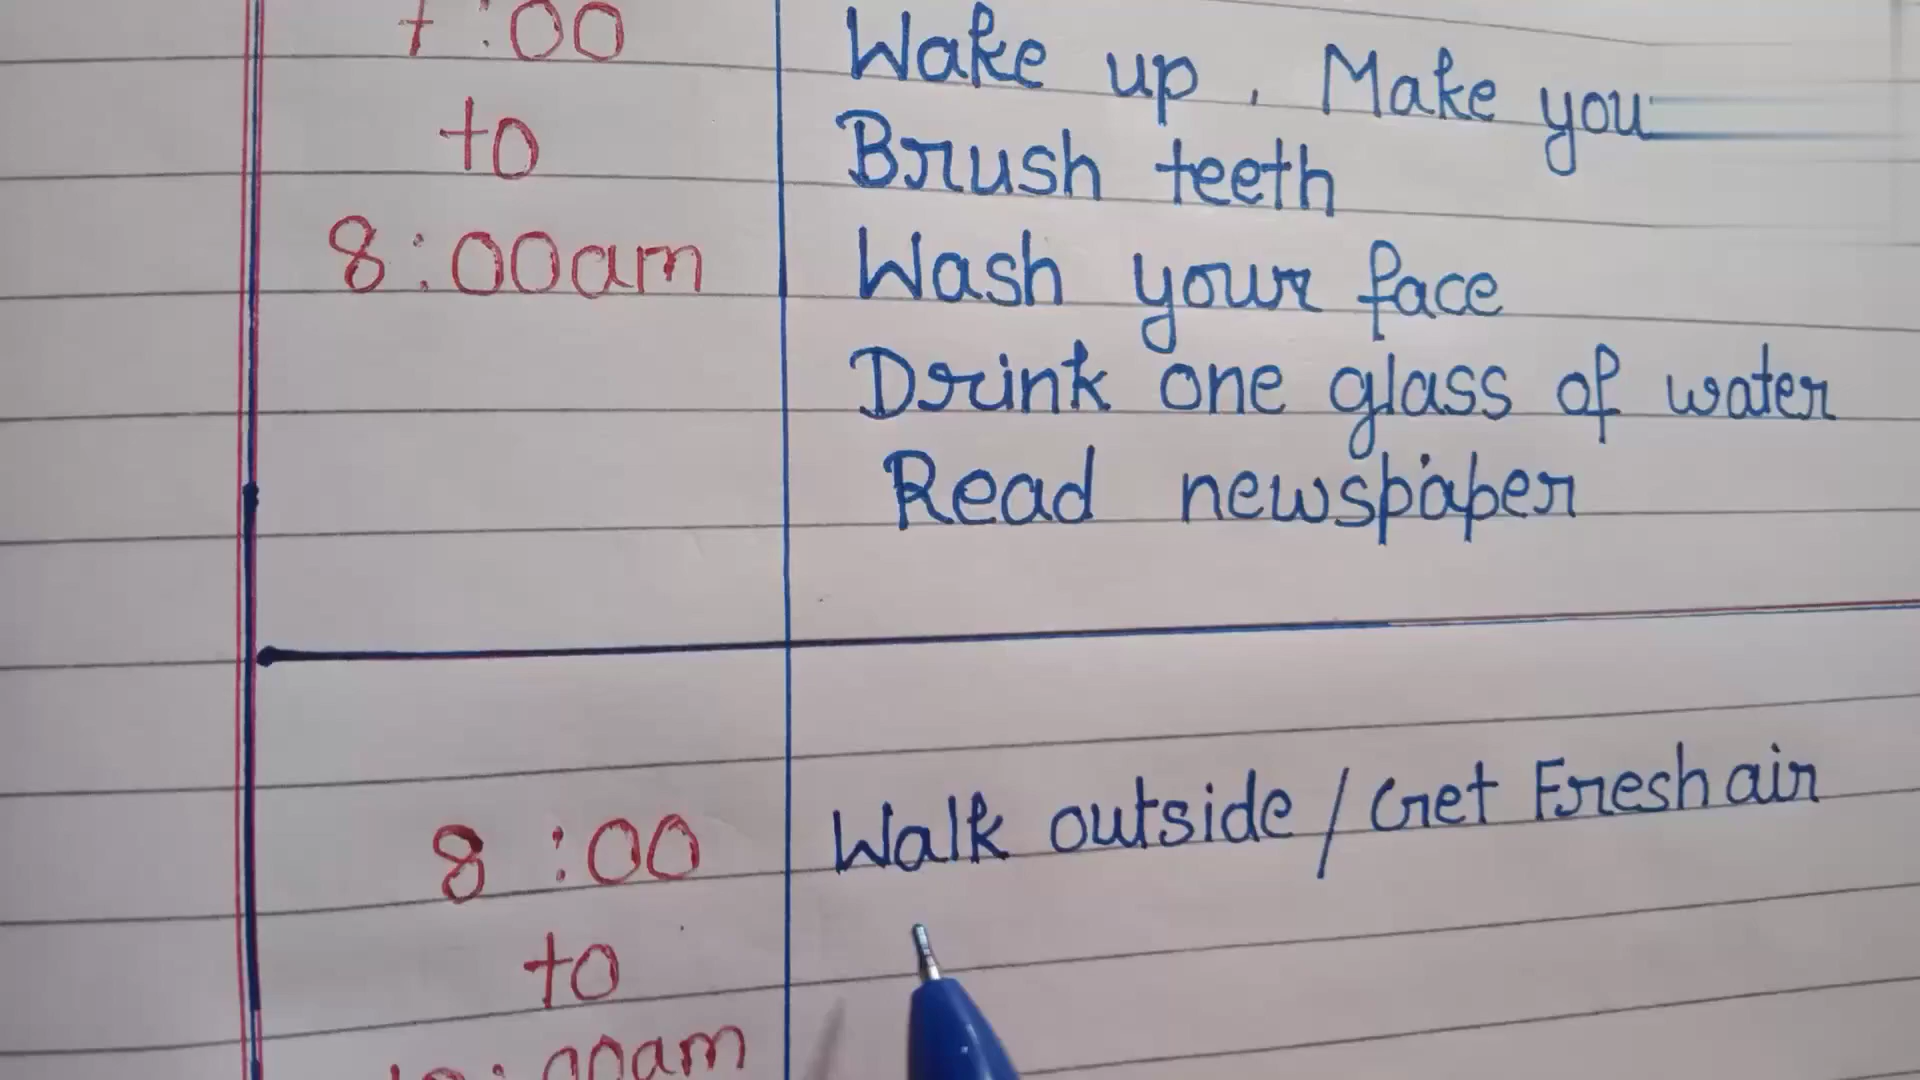 7:00 Wake up, Make you
to Brush teeth
8:00am Wash your face
Drink one glass of water
Read newspaper
8:00 Walk outside / Get Fresh air
to
:00am